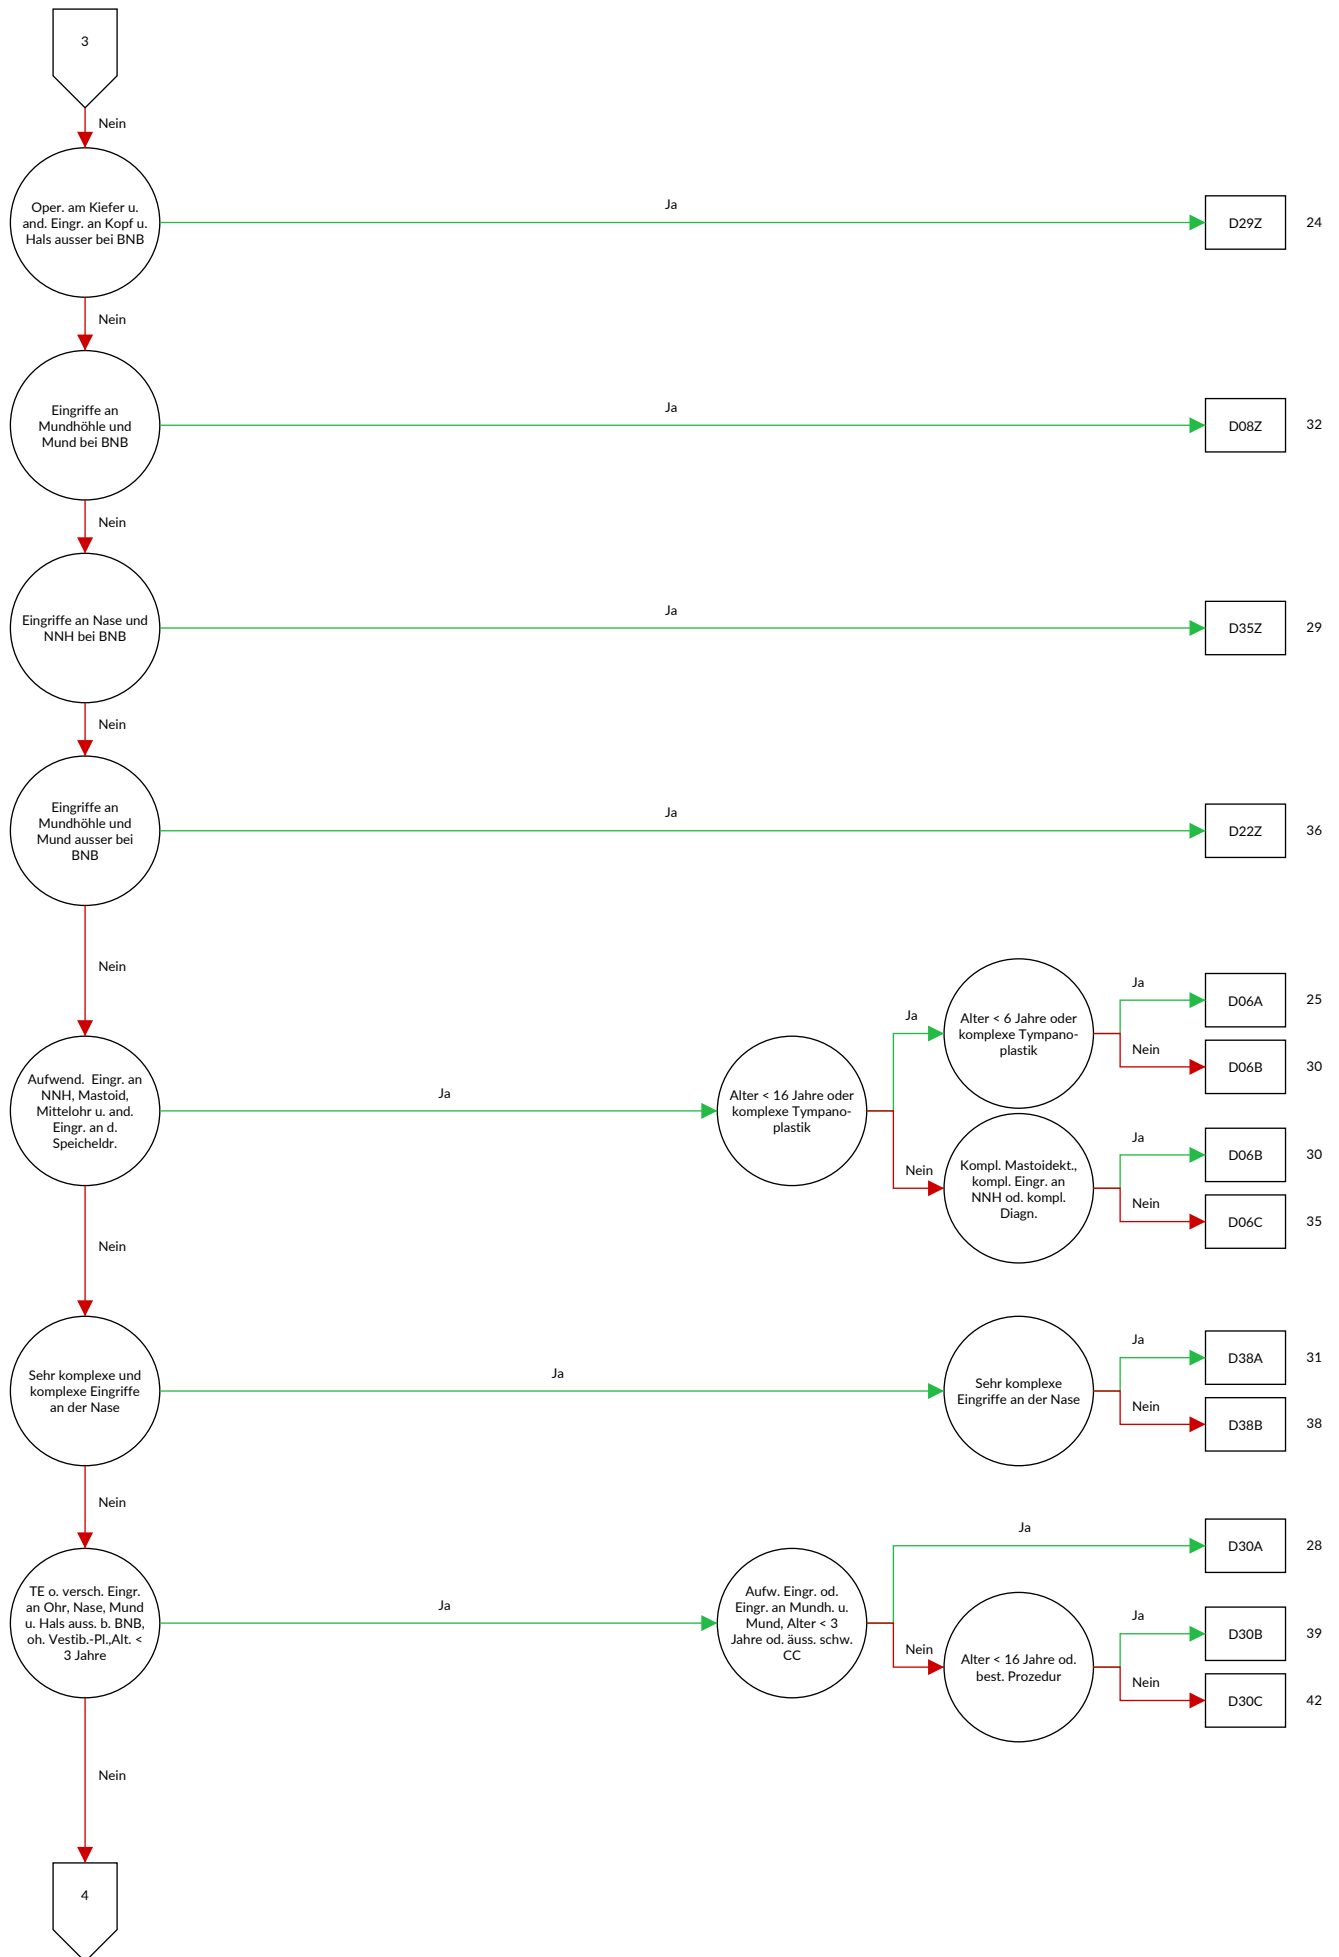 3
Nein
Oper. am Kiefer u.
and. Eingr. an Kopf u.
Hals ausser bei BNB
Ja
D29Z
24
Nein
Eingriffe an
Mundhöhle und
Mund bei BNB
Ja
D08Z
32
Nein
Eingriffe an Nase und
NNH bei BNB
Ja
D35Z
29
Nein
Eingriffe an
Mundhöhle und
Mund ausser bei
BNB
Ja
D22Z
36
Nein
Aufwend. Eingr. an
NNH, Mastoid,
Mittelohr u. and.
Eingr. an d.
Speicheldr.
Ja
Alter < 16 Jahre oder
komplexe Tympano-
plastik
Ja
Alter < 6 Jahre oder
komplexe Tympano-
plastik
Ja
D06A
25
Nein
D06B
30
Nein
Kompl. Mastoidekt.,
kompl. Eingr. an
NNH od. kompl.
Diagn.
Ja
D06B
30
Nein
D06C
35
Nein
Sehr komplexe und
komplexe Eingriffe
an der Nase
Ja
Sehr komplexe
Eingriffe an der Nase
Ja
D38A
31
Nein
D38B
38
Nein
TE o. versch. Eingr.
an Ohr, Nase, Mund
u. Hals auss. b. BNB,
oh. Vestib.-Pl.,Alt. <
3 Jahre
Ja
Aufw. Eingr. od.
Eingr. an Mundh. u.
Mund, Alter < 3
Jahre od. äuss. schw.
CC
Ja
D30A
28
Nein
Alter < 16 Jahre od.
best. Prozedur
Ja
D30B
39
Nein
D30C
42
Nein
4